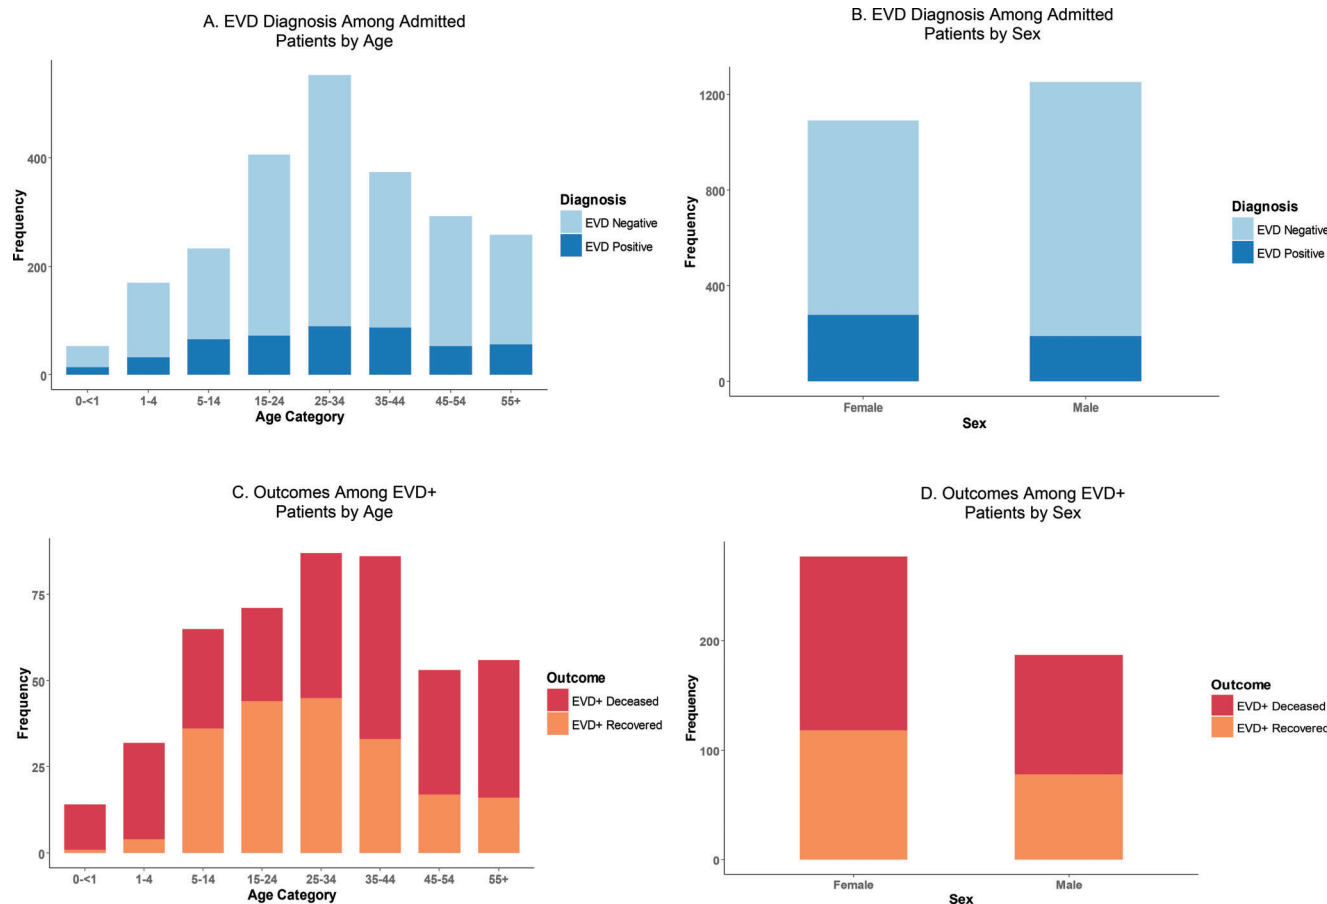 A. EVD Diagnosis Among Admitted
Patients by Age
Frequency
400
200
0
0-<1 1-4 5-14 15-24 25-34 35-44 45-54 55+
Age Category
Diagnosis
EVD Negative
EVD Positive
B. EVD Diagnosis Among Admitted
Patients by Sex
Frequency
1200
800
400
0
Female Male
Sex
Diagnosis
EVD Negative
EVD Positive
C. Outcomes Among EVD+
Patients by Age
Frequency
75
50
25
0
0-<1 1-4 5-14 15-24 25-34 35-44 45-54 55+
Age Category
Outcome
EVD+ Deceased
EVD+ Recovered
D. Outcomes Among EVD+
Patients by Sex
Frequency
200
100
0
Female Male
Sex
Outcome
EVD+ Deceased
EVD+ Recovered